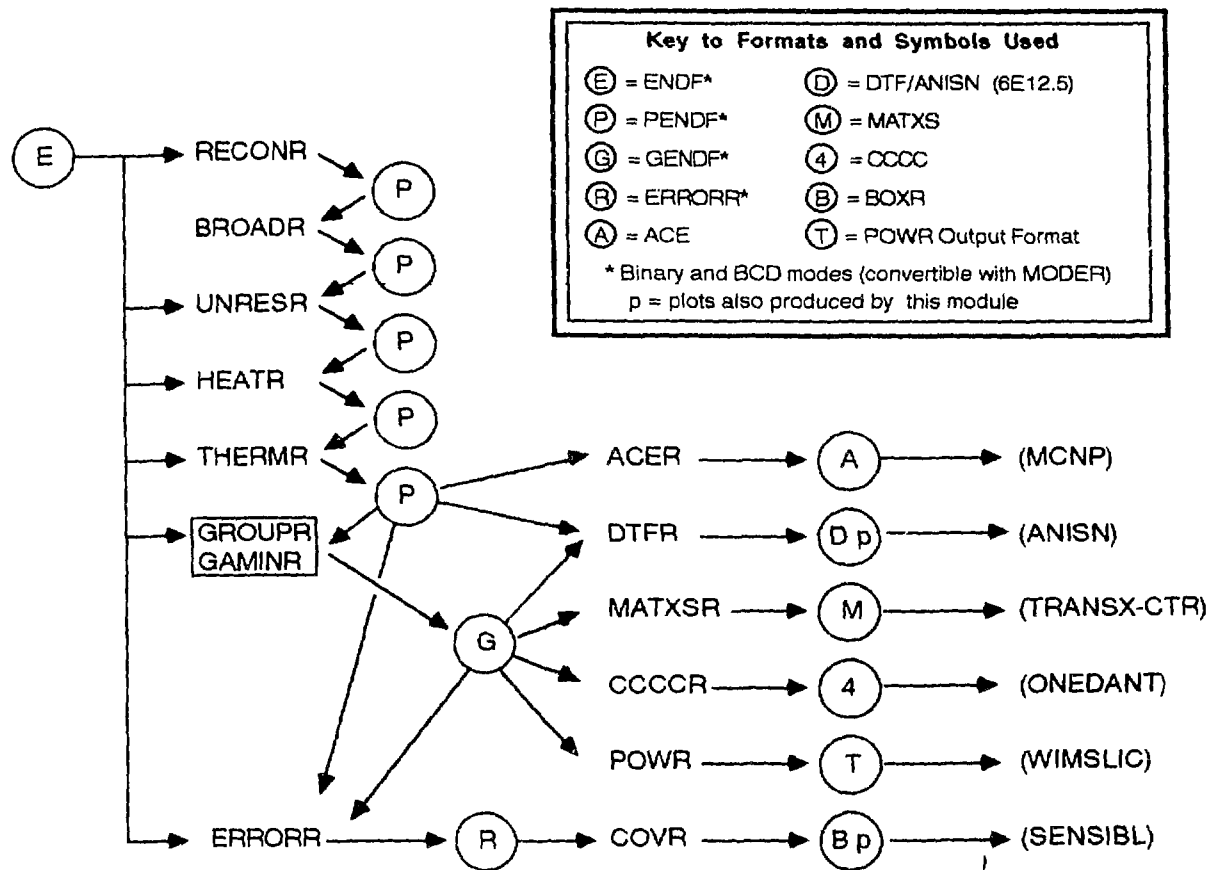 Key to Formats and Symbols Used
E = ENDF*
D = DTF/ANISN (6E12.5)
P = PENDF*
M = MATXS
G = GENDF*
4 = CCCC
R = ERRORR*
B = BOXR
A = ACE
T = POWR Output Format
* Binary and BCD modes (convertible with MODER)
p = plots also produced by this module
E
RECONR
P
BROADR
P
UNRESR
P
HEATR
P
THERMR
P
ACER
A
(MCNP)
GROUPR
GAMINR
DTFR
D p
(ANISN)
G
MATXSR
M
(TRANSX-CTR)
CCCCR
4
(ONEDANT)
POWR
T
(WIMSLIC)
ERRORR
R
COVR
B p
(SENSIBL)